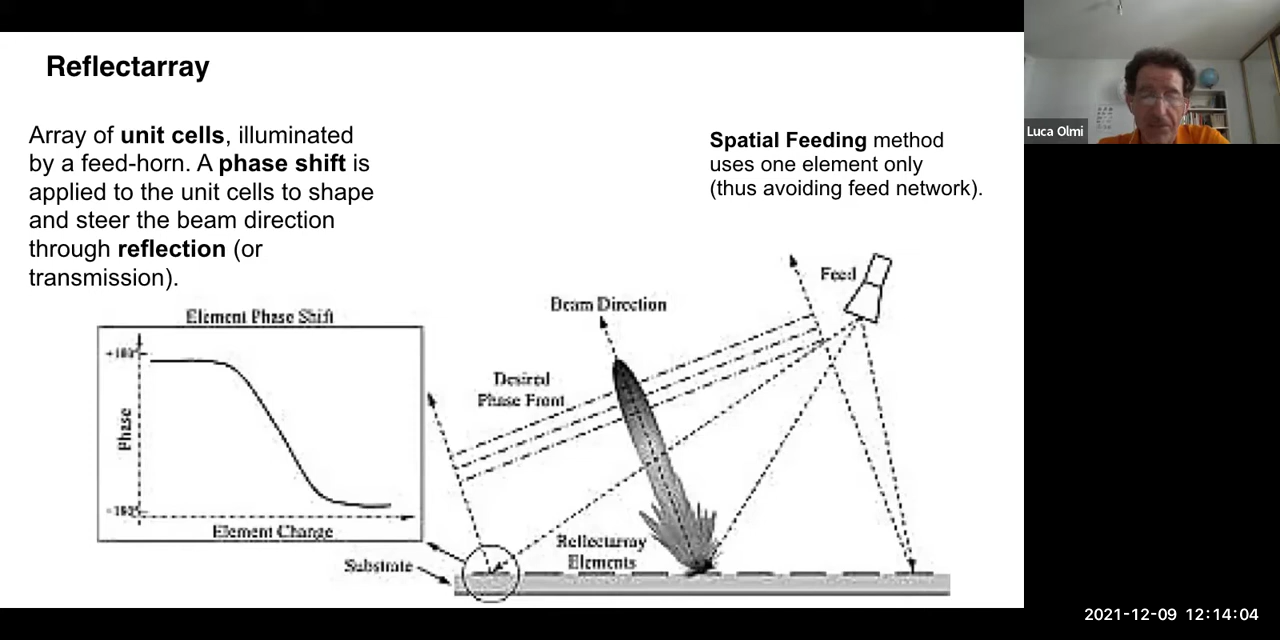 Reflectarray
Array of unit cells, illuminated
by a feed-horn. A phase shift is
applied to the unit cells to shape
and steer the beam direction
through reflection (or
transmission).
Spatial Feeding method
uses one element only
(thus avoiding feed network).
Luca Olmi
Element Phase Shift
+180°
Phase
-180°
Element Change
Beam Direction
Feed
Desired
Phase Front
Reflectarray
Elements
Substrate
2021-12-09 12:14:04